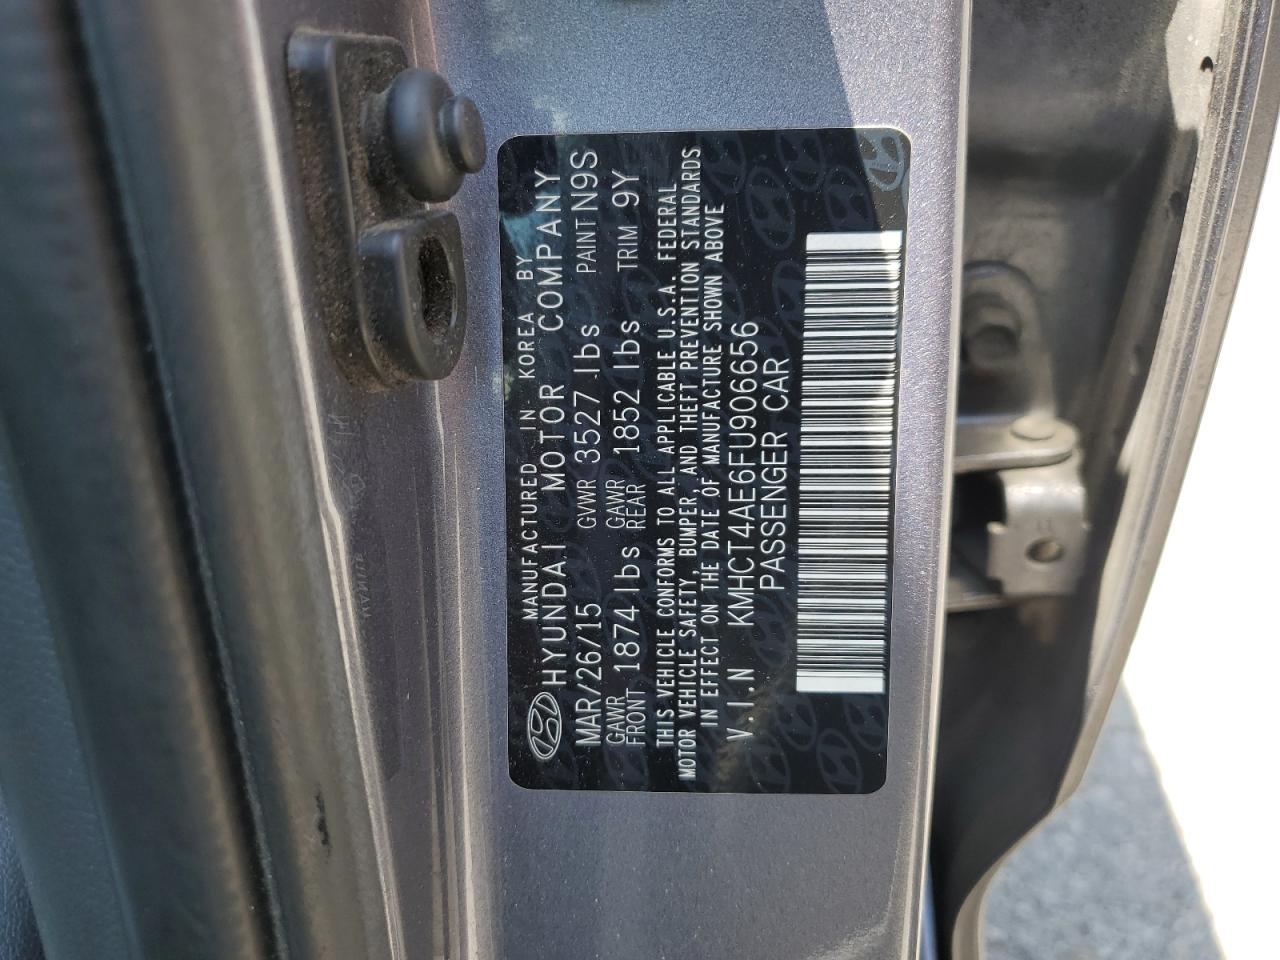 MANUFACTURED IN KOREA BY
HYUNDAI MOTOR COMPANY
MAR/26/15 GVWR 3527 lbs PAINT N9S
GAWR FRONT 1874 lbs GAWR REAR 1852 lbs TRIM 9Y
THIS VEHICLE CONFORMS TO ALL APPLICABLE U.S.A. FEDERAL
MOTOR VEHICLE SAFETY, BUMPER, AND THEFT PREVENTION STANDARDS
IN EFFECT ON THE DATE OF MANUFACTURE SHOWN ABOVE
V.I.N KMHCT4AE6FU906656
PASSENGER CAR